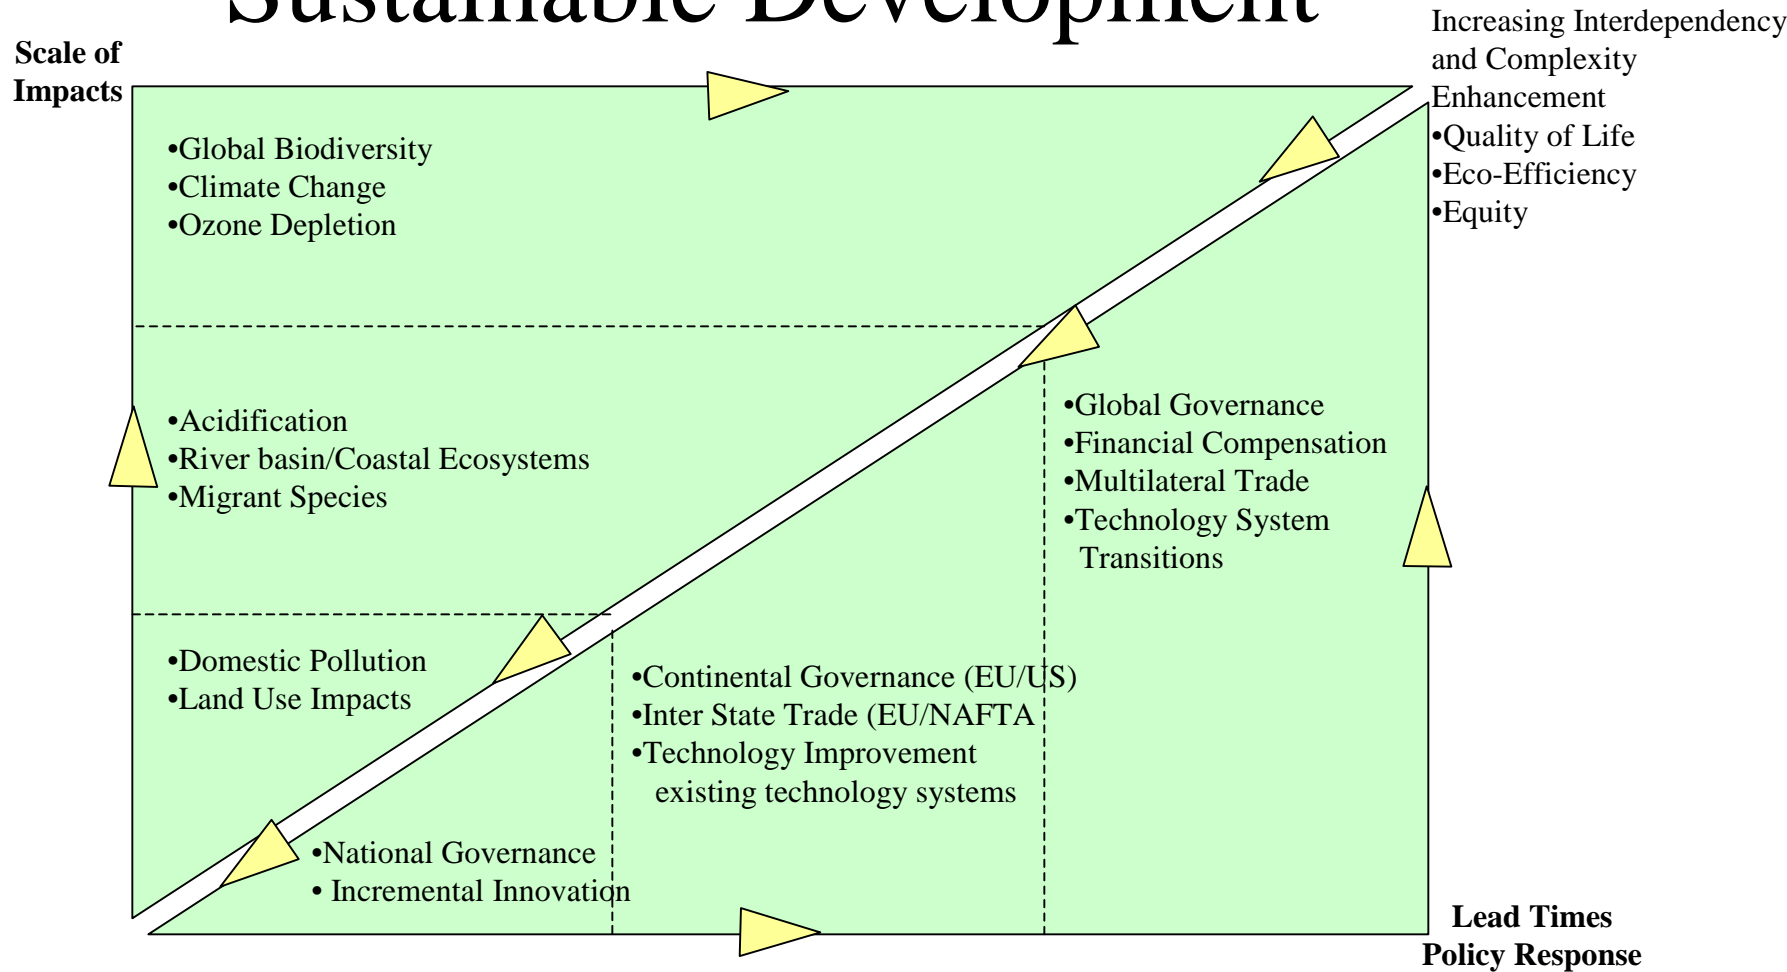 Sustainable Development
Scale of
Impacts
Increasing Interdependency
and Complexity
Enhancement
•Quality of Life
•Eco-Efficiency
•Equity
•Global Biodiversity
•Climate Change
•Ozone Depletion
•Acidification
•River basin/Coastal Ecosystems
•Migrant Species
•Global Governance
•Financial Compensation
•Multilateral Trade
•Technology System
Transitions
•Domestic Pollution
•Land Use Impacts
•Continental Governance (EU/US)
•Inter State Trade (EU/NAFTA
•Technology Improvement
existing technology systems
•National Governance
• Incremental Innovation
Lead Times
Policy Response